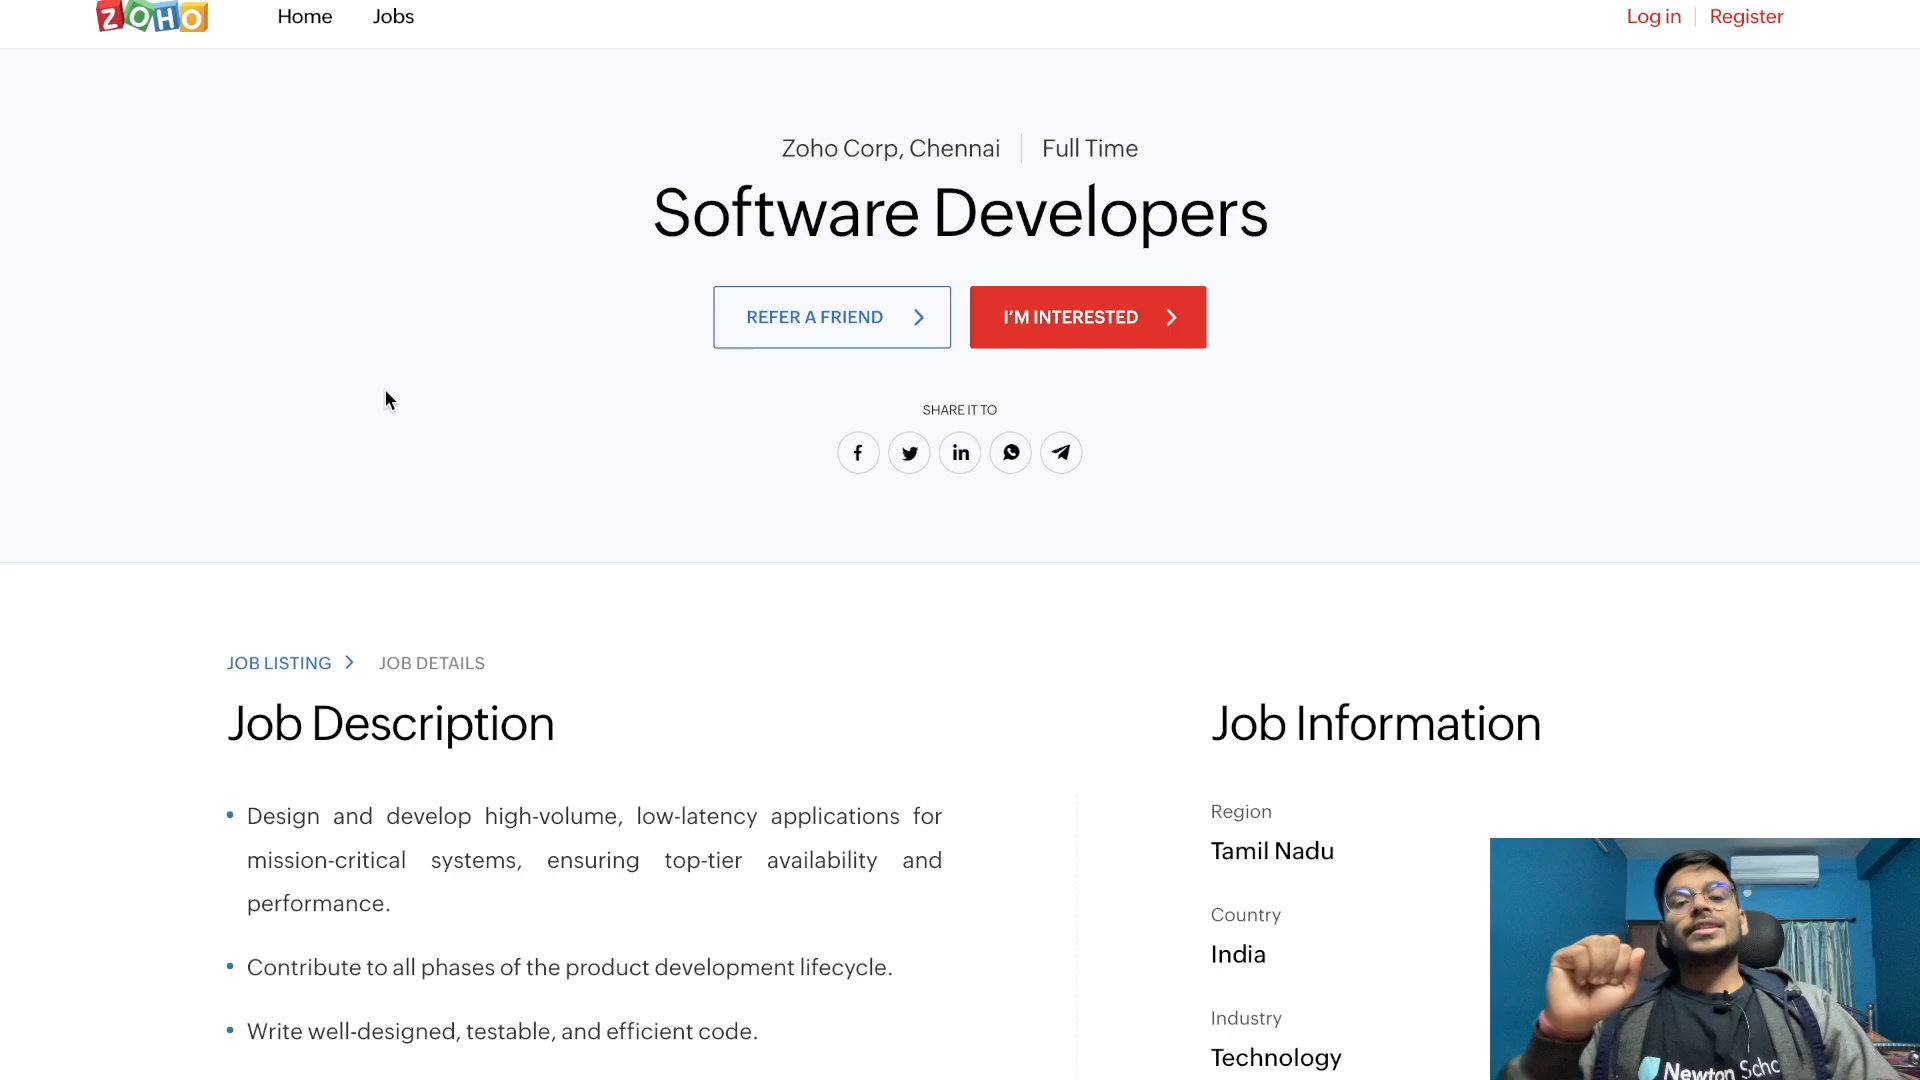 ZOHO
Home
Jobs
Log in
Register
Zoho Corp, Chennai
Full Time
Software Developers
REFER A FRIEND
I'M INTERESTED
SHARE IT TO
JOB LISTING
JOB DETAILS
Job Description
Job Information
Design and develop high-volume, low-latency applications for
mission-critical systems, ensuring top-tier availability and
performance.
Contribute to all phases of the product development lifecycle.
Write well-designed, testable, and efficient code.
Region
Tamil Nadu
Country
India
Industry
Technology
Newton Scho